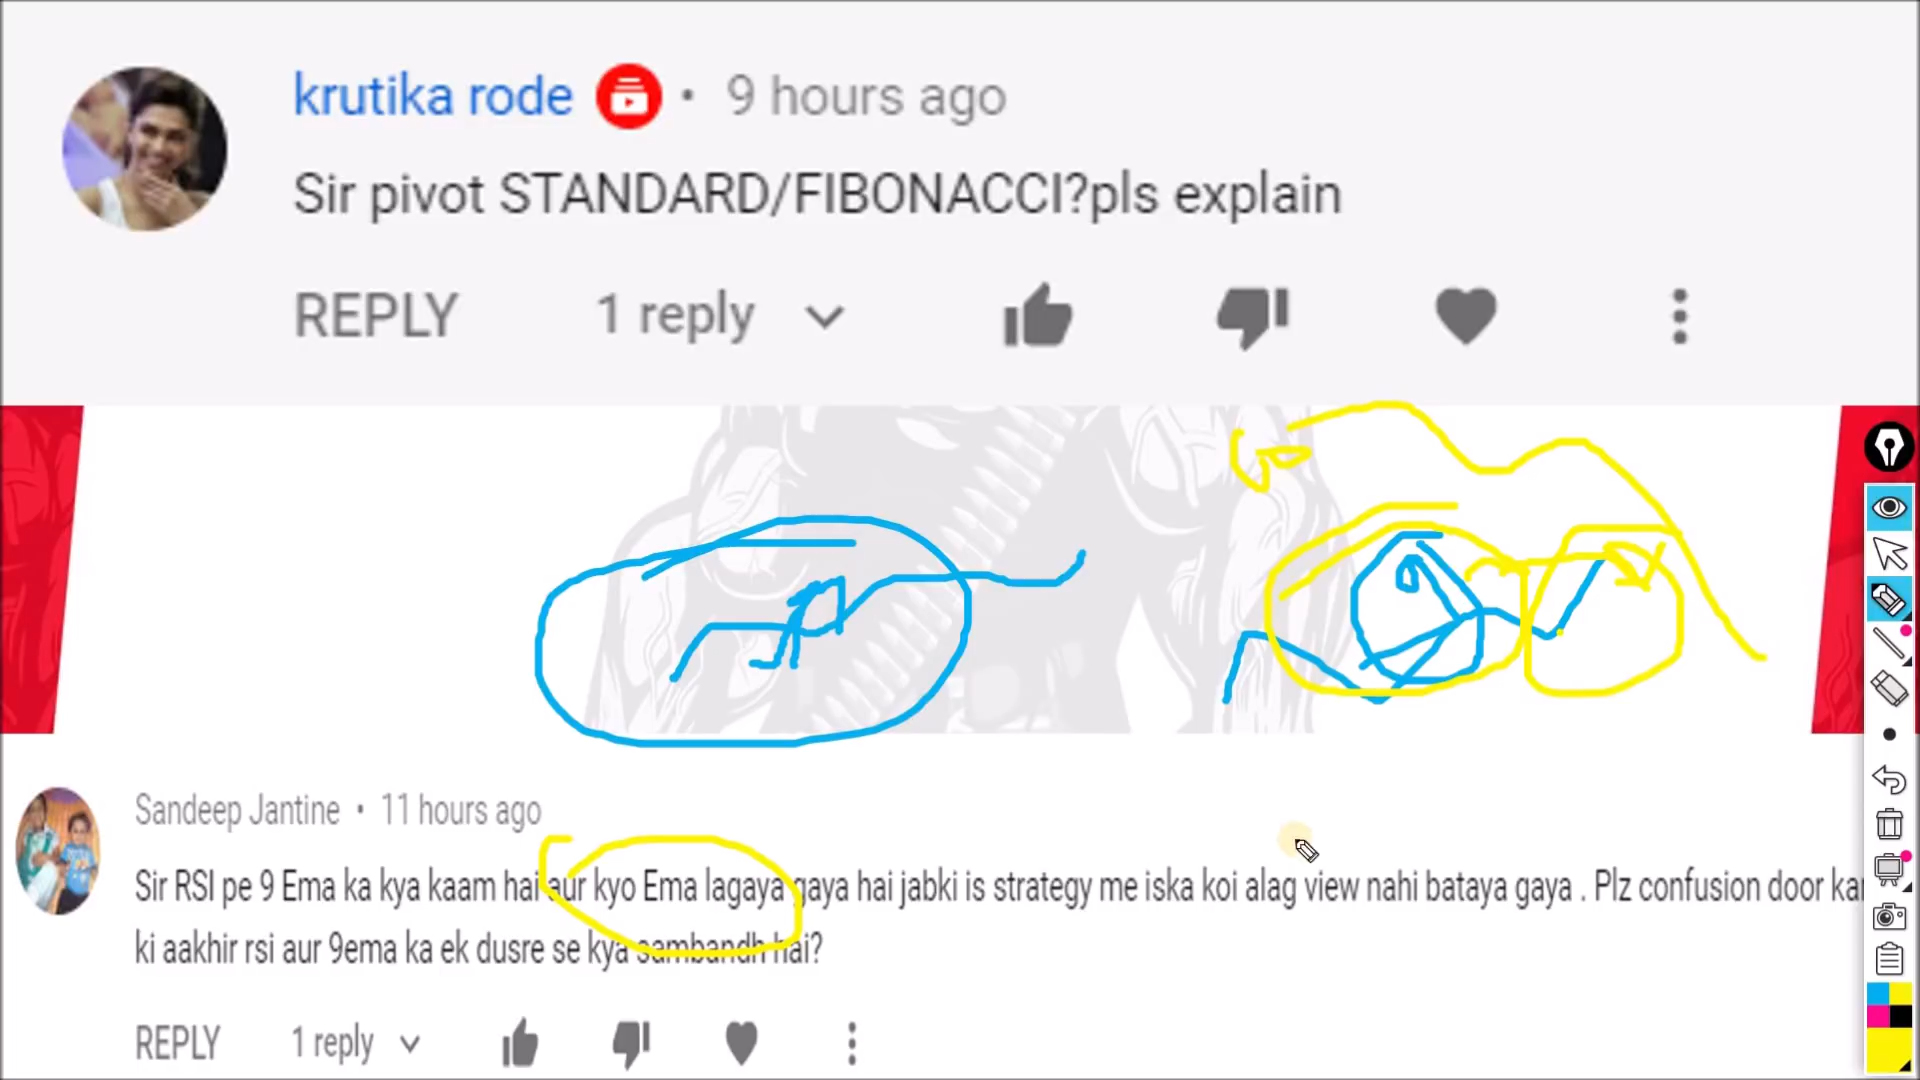 krutika rode • 9 hours ago
Sir pivot STANDARD/FIBONACCI?pls explain
REPLY 1 reply
Sandeep Jantine • 11 hours ago
Sir RSI pe 9 Ema ka kya kaam hai aur kyo Ema lagaya gaya hai jabki is strategy me iska koi alag view nahi bataya gaya . Plz confusion door
ki aakhir rsi aur 9ema ka ek dusre se kya sambandh hai?
REPLY 1 reply